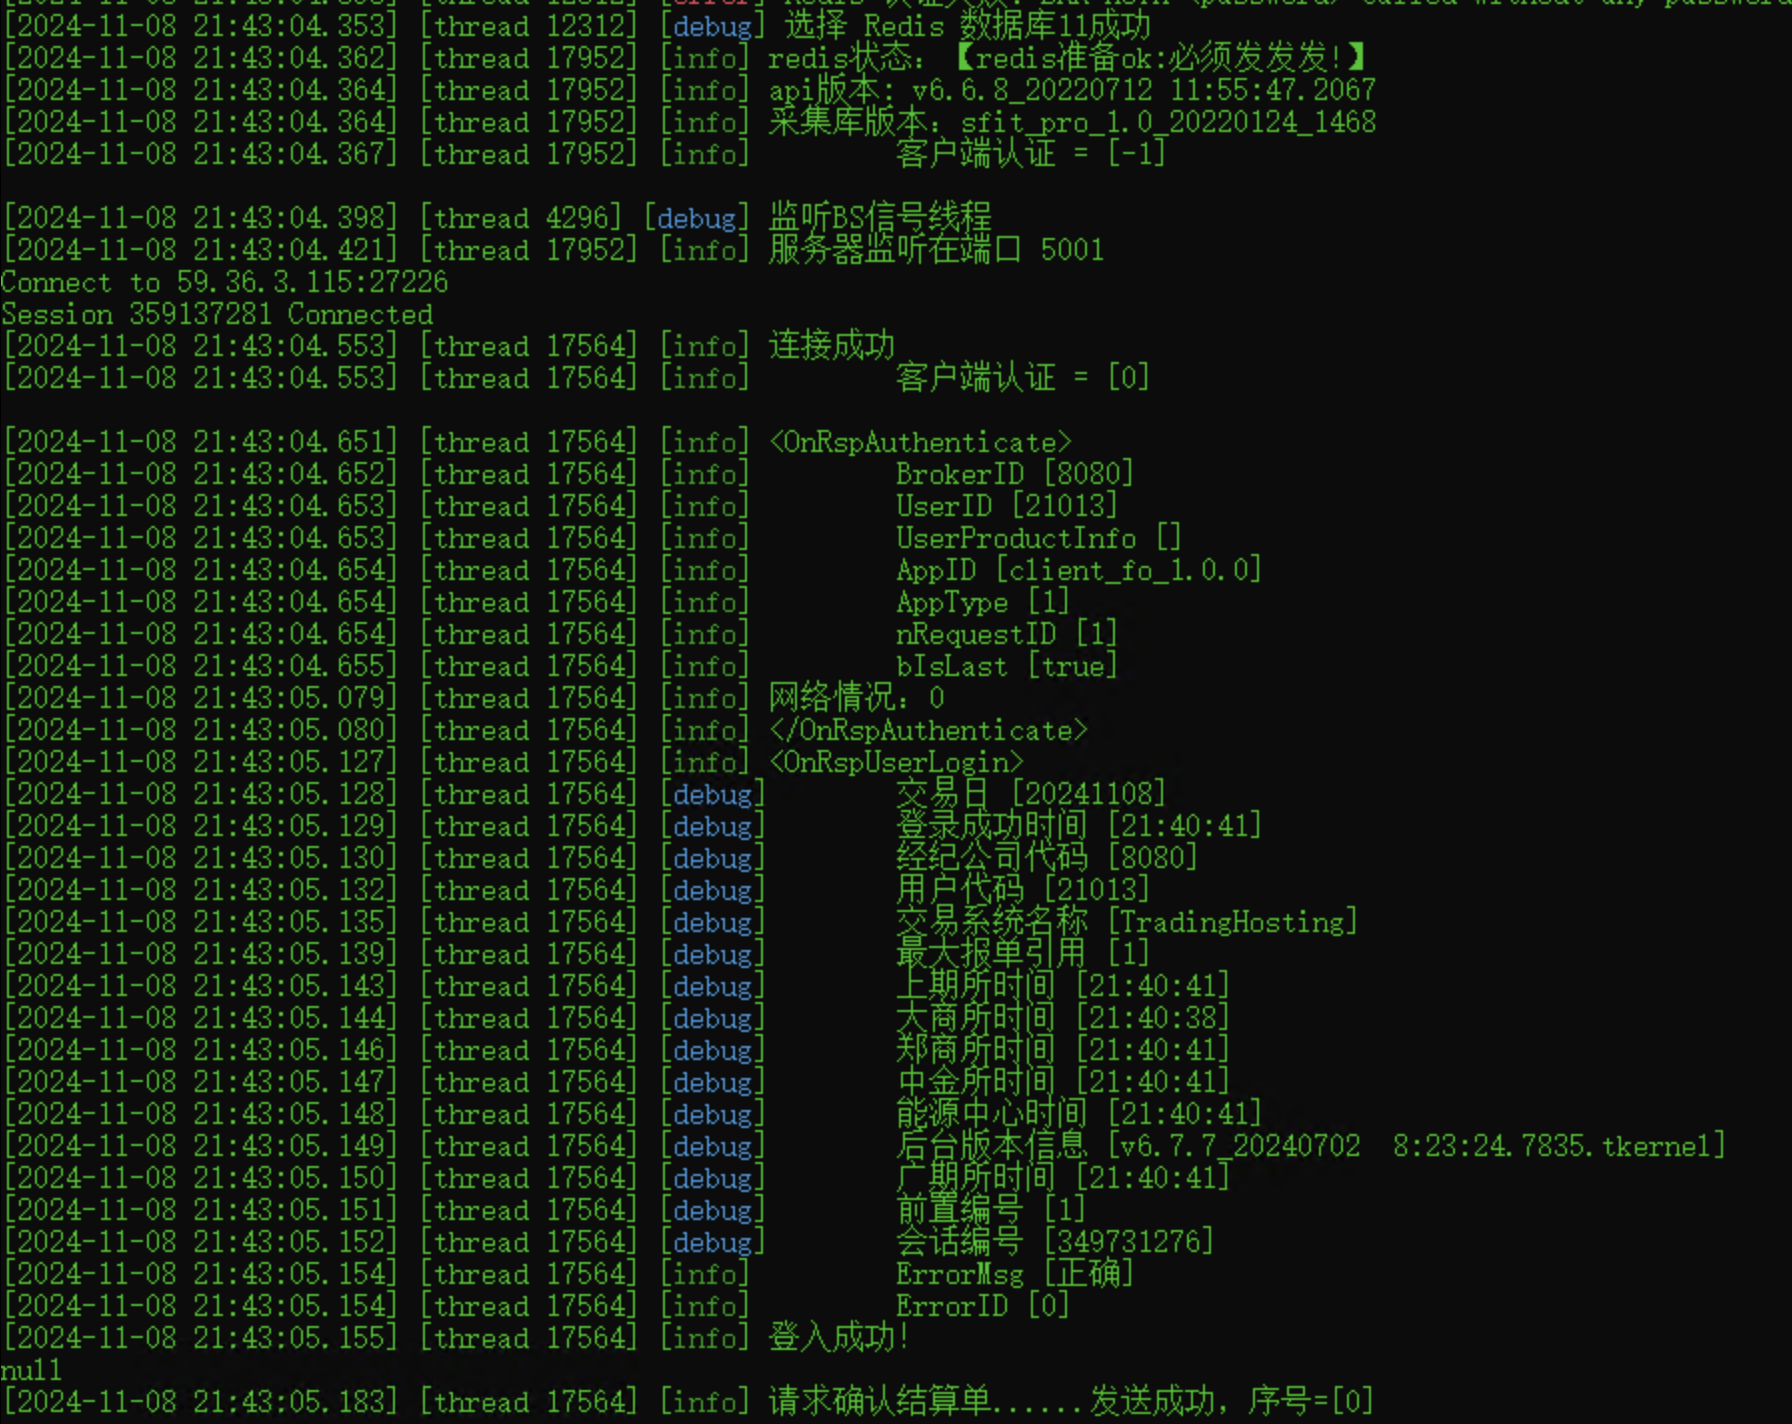 [2024-11-08 21:43:04.353] [thread 12312] [debug] 选择 Redis 数据库11成功
[2024-11-08 21:43:04.362] [thread 17952] [info] redis状态：【redis准备ok:必须发发发!】
[2024-11-08 21:43:04.364] [thread 17952] [info] api版本: v6.6.8_20220712 11:55:47.2067
[2024-11-08 21:43:04.364] [thread 17952] [info] 采集库版本：sfit_pro_1.0_20220124_1468
[2024-11-08 21:43:04.367] [thread 17952] [info] 客户端认证 = [-1]
[2024-11-08 21:43:04.398] [thread 4296] [debug] 监听BS信号线程
[2024-11-08 21:43:04.421] [thread 17952] [info] 服务器监听在端口 5001
Connect to 59.36.3.115:27226
Session 359137281 Connected
[2024-11-08 21:43:04.553] [thread 17564] [info] 连接成功
[2024-11-08 21:43:04.553] [thread 17564] [info] 客户端认证 = [0]
[2024-11-08 21:43:04.651] [thread 17564] [info] <OnRspAuthenticate>
[2024-11-08 21:43:04.652] [thread 17564] [info] BrokerID [8080]
[2024-11-08 21:43:04.653] [thread 17564] [info] UserID [21013]
[2024-11-08 21:43:04.653] [thread 17564] [info] UserProductInfo []
[2024-11-08 21:43:04.654] [thread 17564] [info] AppID [client_fo_1.0.0]
[2024-11-08 21:43:04.654] [thread 17564] [info] AppType [1]
[2024-11-08 21:43:04.654] [thread 17564] [info] nRequestID [1]
[2024-11-08 21:43:04.655] [thread 17564] [info] bIsLast [true]
[2024-11-08 21:43:05.079] [thread 17564] [info] 网络情况：0
[2024-11-08 21:43:05.080] [thread 17564] [info] </OnRspAuthenticate>
[2024-11-08 21:43:05.127] [thread 17564] [info] <OnRspUserLogin>
[2024-11-08 21:43:05.128] [thread 17564] [debug] 交易日 [20241108]
[2024-11-08 21:43:05.129] [thread 17564] [debug] 登录成功时间 [21:40:41]
[2024-11-08 21:43:05.130] [thread 17564] [debug] 经纪公司代码 [8080]
[2024-11-08 21:43:05.132] [thread 17564] [debug] 用户代码 [21013]
[2024-11-08 21:43:05.135] [thread 17564] [debug] 交易系统名称 [TradingHosting]
[2024-11-08 21:43:05.139] [thread 17564] [debug] 最大报单引用 [1]
[2024-11-08 21:43:05.143] [thread 17564] [debug] 上期所时间 [21:40:41]
[2024-11-08 21:43:05.144] [thread 17564] [debug] 大商所时间 [21:40:38]
[2024-11-08 21:43:05.146] [thread 17564] [debug] 郑商所时间 [21:40:41]
[2024-11-08 21:43:05.147] [thread 17564] [debug] 中金所时间 [21:40:41]
[2024-11-08 21:43:05.148] [thread 17564] [debug] 能源中心时间 [21:40:41]
[2024-11-08 21:43:05.149] [thread 17564] [debug] 后台版本信息 [v6.7.7_20240702  8:23:24.7835.tkernel]
[2024-11-08 21:43:05.150] [thread 17564] [debug] 广期所时间 [21:40:41]
[2024-11-08 21:43:05.151] [thread 17564] [debug] 前置编号 [1]
[2024-11-08 21:43:05.152] [thread 17564] [debug] 会话编号 [349731276]
[2024-11-08 21:43:05.154] [thread 17564] [info] ErrorMsg [正确]
[2024-11-08 21:43:05.154] [thread 17564] [info] ErrorID [0]
[2024-11-08 21:43:05.155] [thread 17564] [info] 登入成功!
null
[2024-11-08 21:43:05.183] [thread 17564] [info] 请求确认结算单......发送成功，序号=[0]